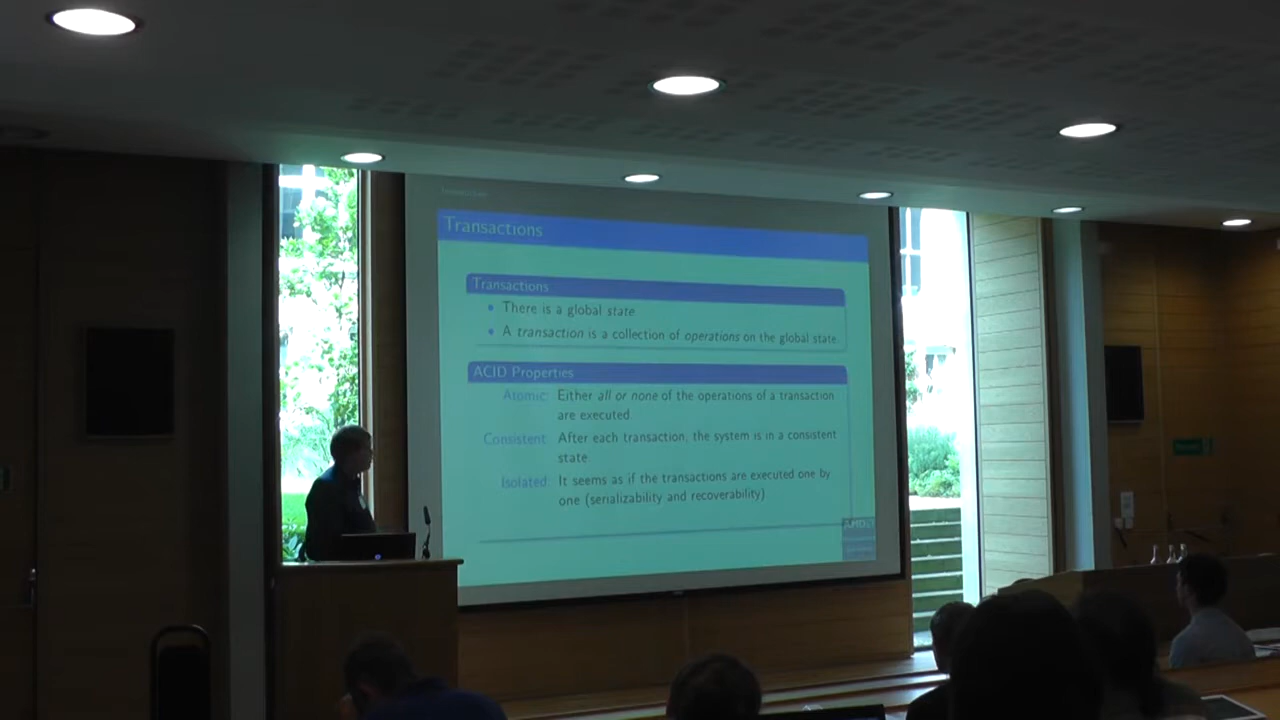 Transactions
Transactions
There is a global state
A transaction is a collection of operations on the global state
ACID Properties
Atomic: Either all or none of the operations of a transaction
are executed.
Consistent: After each transaction, the system is in a consistent
state.
Isolated: It seems as if the transactions are executed one by
one (serializability and recoverability)